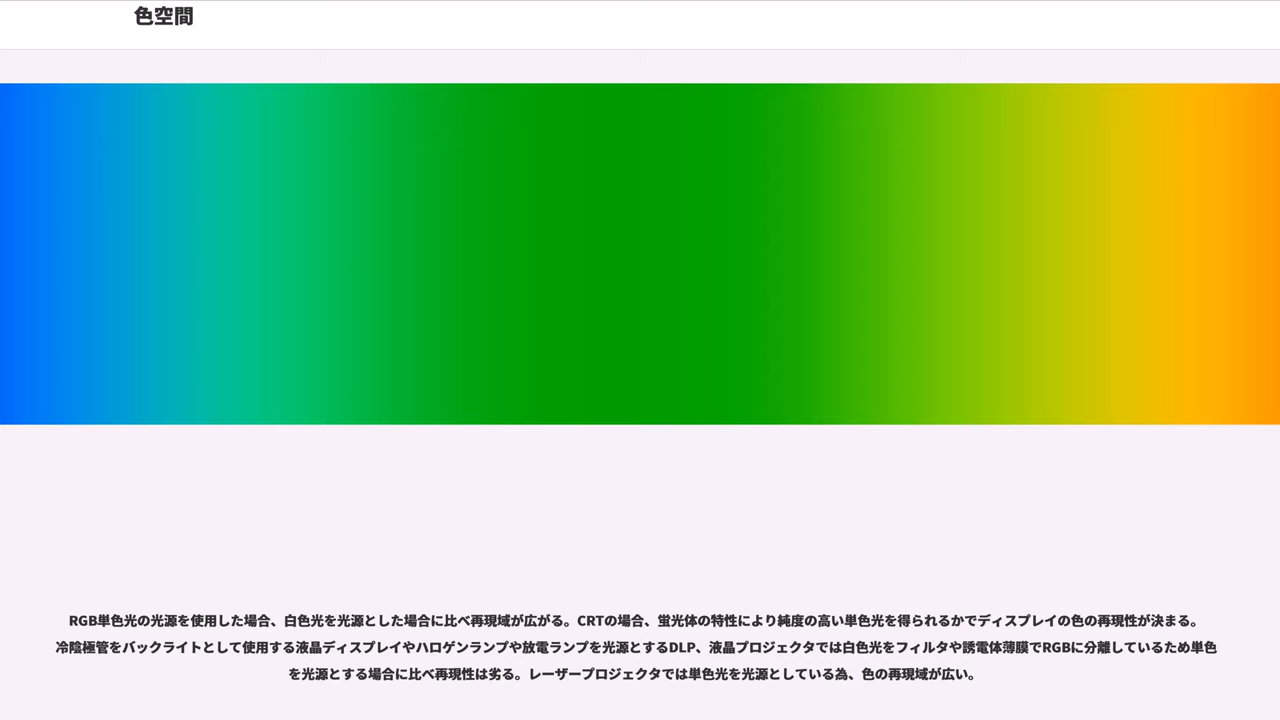 色空間
RGB単色光の光源を使用した場合、白色光を光源とした場合に比べ再現域が広がる。CRTの場合、蛍光体の特性により純度の高い単色光を得られるかでディスプレイの色の再現性が決まる。
冷陰極管をバックライトとして使用する液晶ディスプレイやハロゲンランプや放電ランプを光源とするDLP、液晶プロジェクタでは白色光をフィルタや誘電体薄膜でRGBに分離しているため単色
を光源とする場合に比べ再現性は劣る。レーザープロジェクタでは単色光を光源としている為、色の再現域が広い。